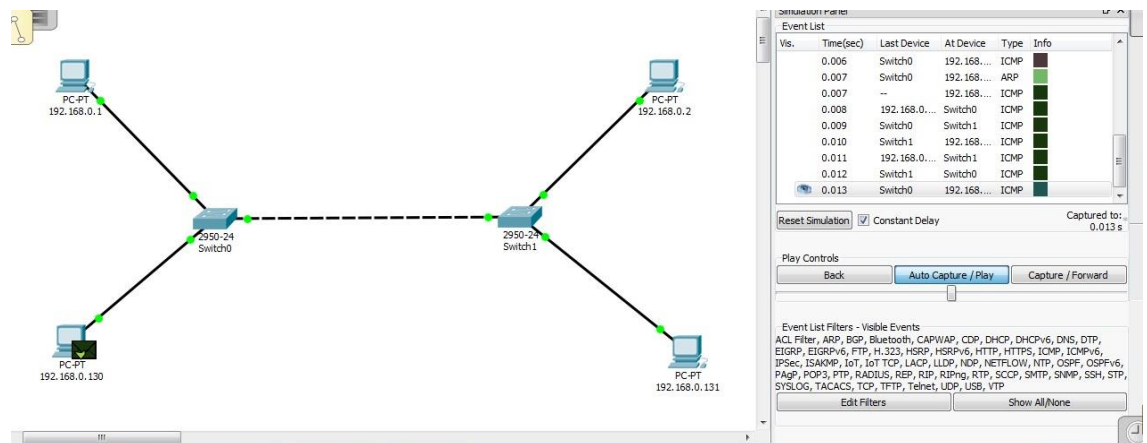 PC-PT
192.168.0.1
PC-PT
192.168.0.2
2950-24
Switch0
2950-24
Switch1
PC-PT
192.168.0.130
PC-PT
192.168.0.131
Simulation Panel
Event List
Vis. Time(sec) Last Device At Device Type Info
0.006 Switch0 192.168.... ICMP
0.007 Switch0 192.168.... ARP
0.007 -- 192.168.... ICMP
0.008 192.168.0.... Switch0 ICMP
0.009 Switch0 Switch1 ICMP
0.010 Switch1 192.168.... ICMP
0.011 192.168.0.... Switch1 ICMP
0.012 Switch1 Switch0 ICMP
0.013 Switch0 192.168.... ICMP
Reset Simulation Constant Delay Captured to:
0.013 s
Play Controls
Back Auto Capture / Play Capture / Forward
Event List Filters - Visible Events
ACL Filter, ARP, BGP, Bluetooth, CAPWAP, CDP, DHCP, DHCPv6, DNS, DTP,
EIGRP, EIGRPv6, FTP, H.323, HSRP, HSRPv6, HTTP, HTTPS, ICMP, ICMPv6,
IPSec, ISAKMP, IoT, IoT TCP, LACP, LLDP, NDP, NETFLOW, NTP, OSPF, OSPFv6,
PAgP, POP3, PTP, RADIUS, REP, RIP, RIPng, RTP, SCCP, SMTP, SNMP, SSH, STP,
SYSLOG, TACACS, TCP, TFTP, Telnet, UDP, USB, VTP
Edit Filters Show All/None